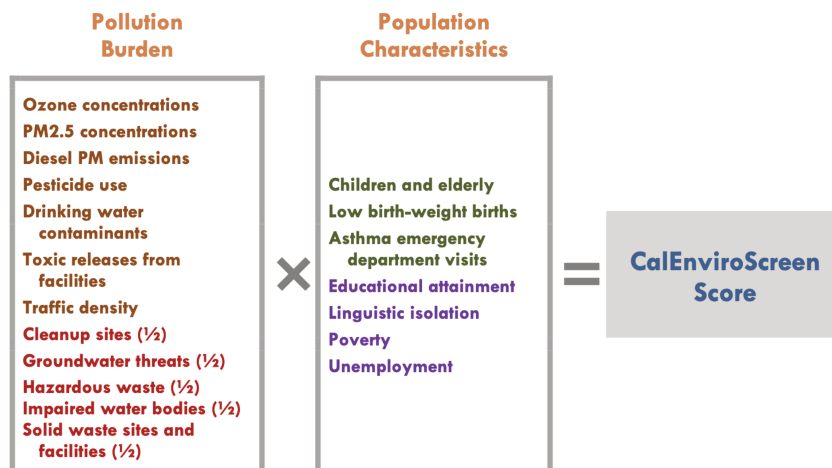 Pollution
Burden
Ozone concentrations
PM2.5 concentrations
Diesel PM emissions
Pesticide use
Drinking water
contaminants
Toxic releases from
facilities
Traffic density
Cleanup sites (½)
Groundwater threats (½)
Hazardous waste (½)
Impaired water bodies (½)
Solid waste sites and
facilities (½)
×
Population
Characteristics
Children and elderly
Low birth-weight births
Asthma emergency
department visits
Educational attainment
Linguistic isolation
Poverty
Unemployment
=
CalEnviroScreen
Score